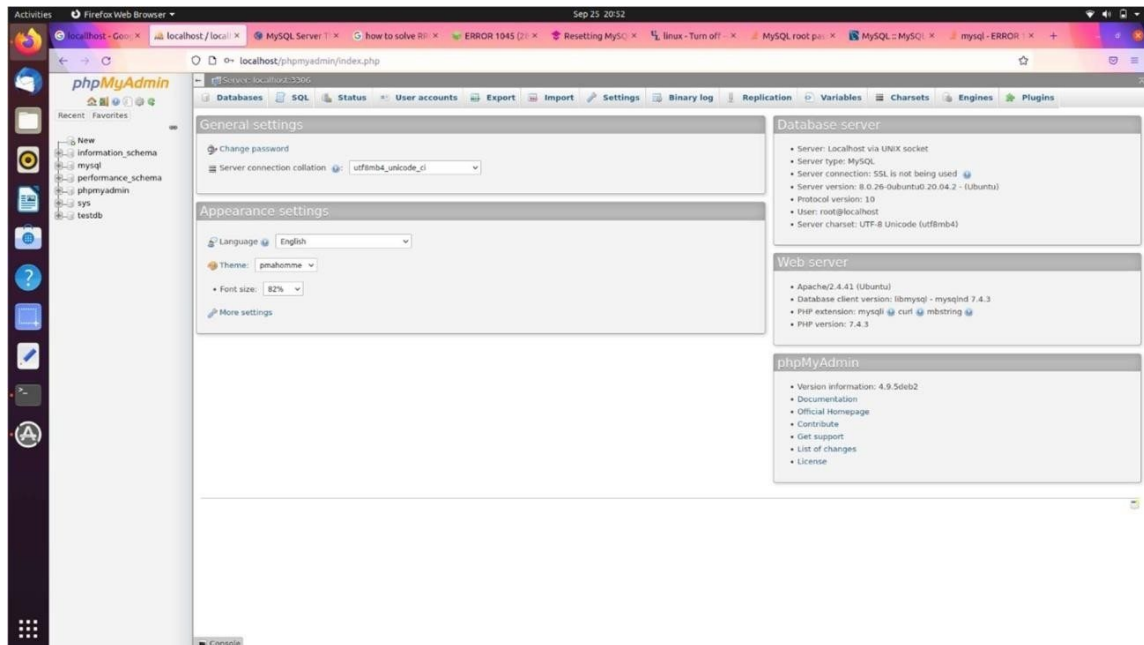 Activities Firefox Web Browser Sep 25 20:52
localhost - Goo localhost / local MySQL Server how to solve ERROR 1045 (2 Resetting MySQ linux - Turn off - MySQL root pas MySQL :: MySQL mysql - ERROR
localhost/phpmyadmin/index.php
phpMyAdmin
Recent Favorites
New
information_schema
mysql
performance_schema
phpmyadmin
sys
testdb
Server: localhost:3306
Databases SQL Status User accounts Export Import Settings Binary log Replication Variables Charsets Engines Plugins
General settings
Change password
Server connection collation : utf8mb4_unicode_ci
Appearance settings
Language English
Theme: pmahomme
• Font size: 82%
More settings
Database server
• Server: Localhost via UNIX socket
• Server type: MySQL
• Server connection: SSL is not being used
• Server version: 8.0.26-0ubuntu0.20.04.2 - (Ubuntu)
• Protocol version: 10
• User: root@localhost
• Server charset: UTF-8 Unicode (utf8mb4)
Web server
• Apache/2.4.41 (Ubuntu)
• Database client version: libmysql - mysqlnd 7.4.3
• PHP extension: mysqli curl mbstring
• PHP version: 7.4.3
phpMyAdmin
• Version information: 4.9.5deb2
• Documentation
• Official Homepage
• Contribute
• Get support
• List of changes
• License
Console